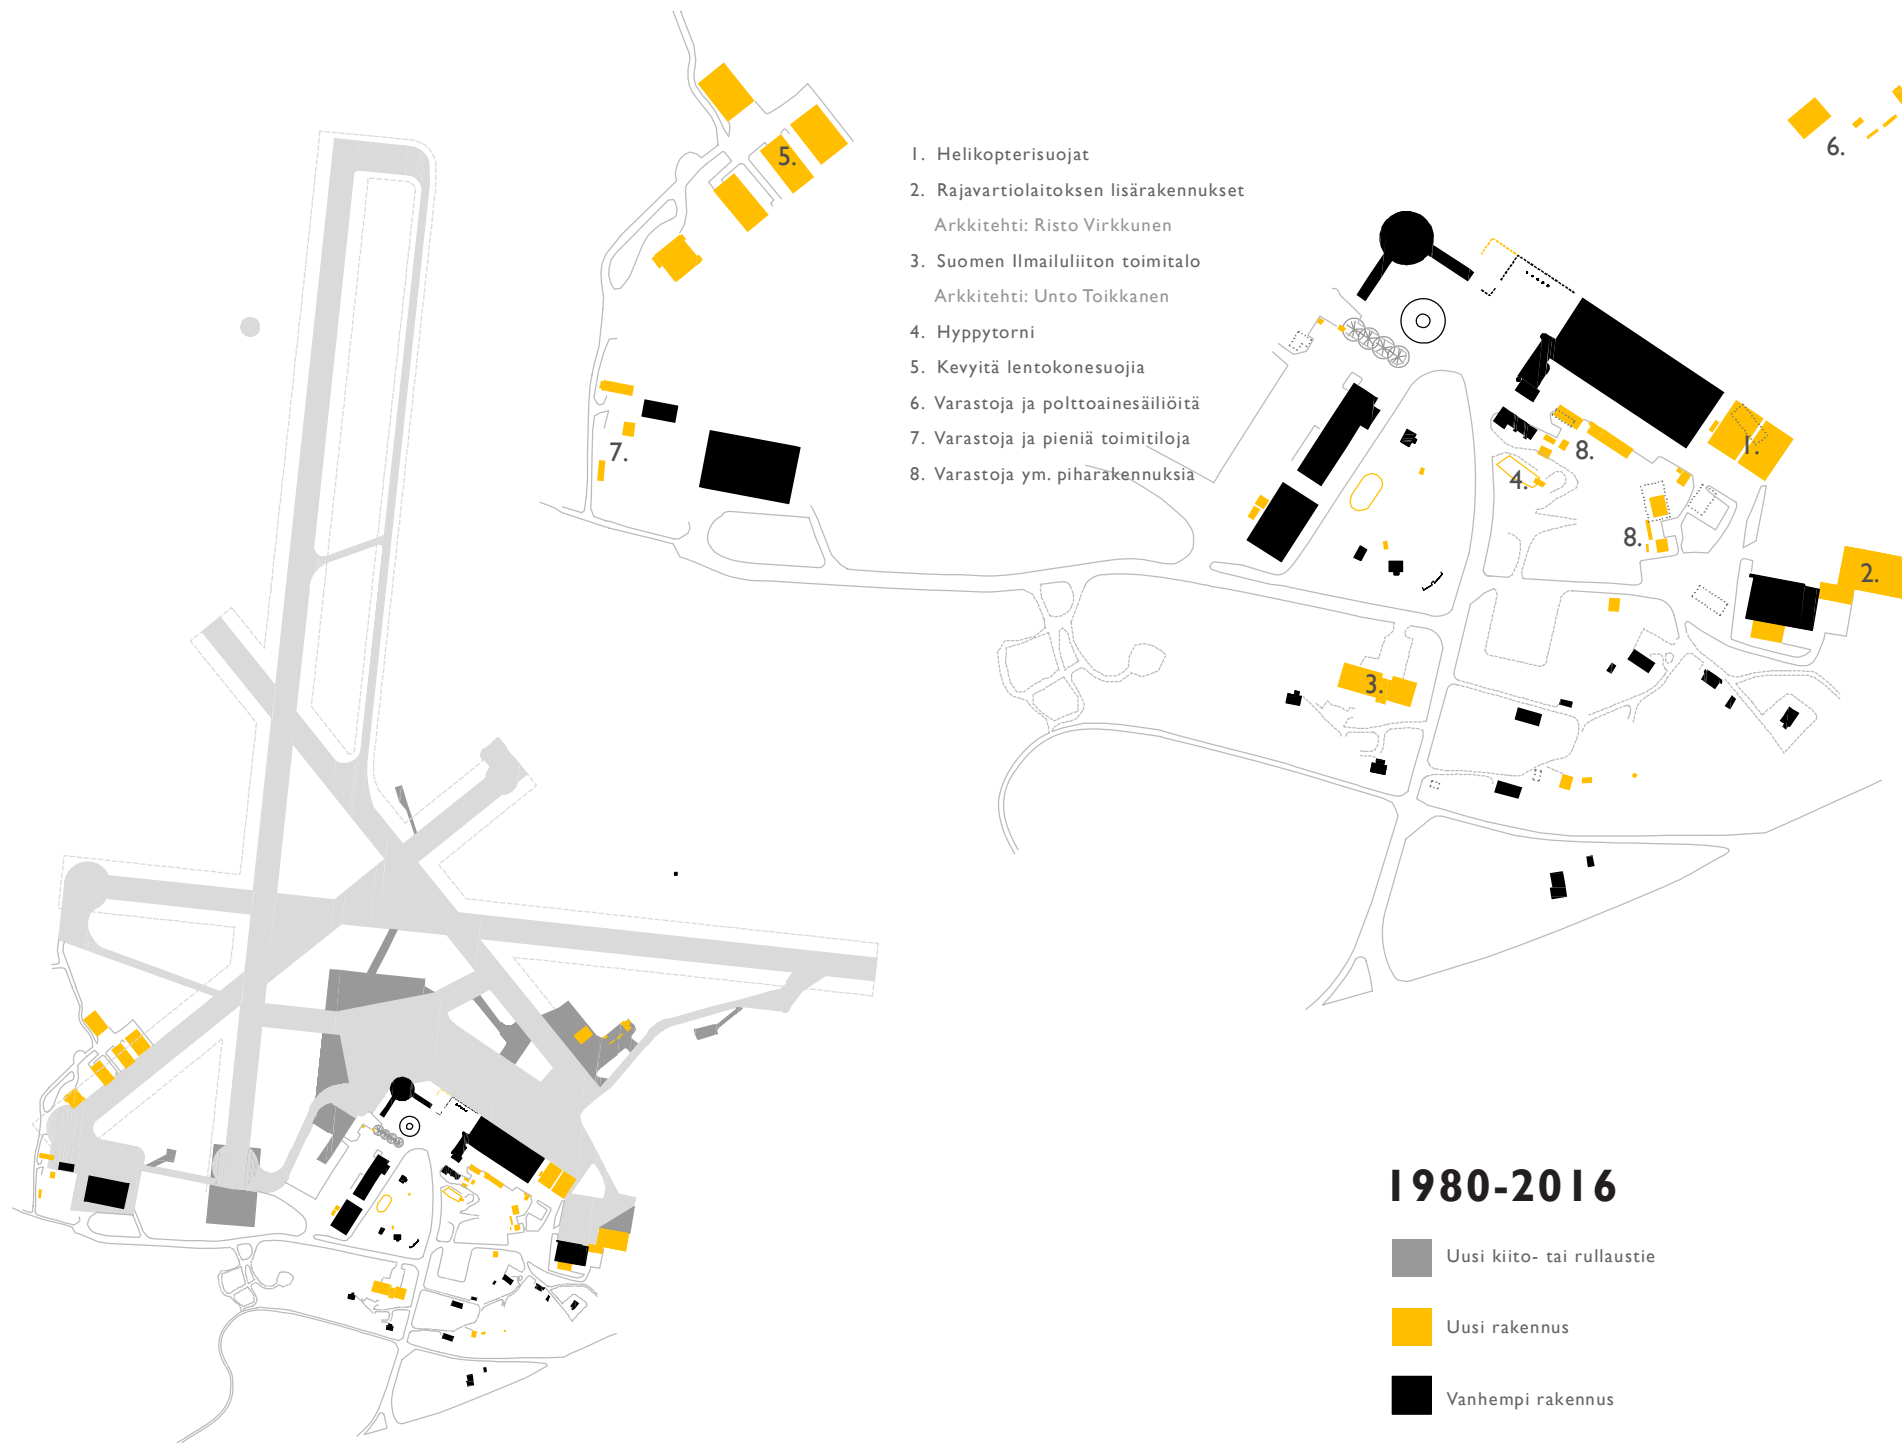 1. Helikopterisuojat
2. Rajavartiolaitoksen lisärakennukset
Arkkitehti: Risto Virkkunen
3. Suomen Ilmailuliiton toimitalo
Arkkitehti: Unto Toikkanen
4. Hyppytorni
5. Kevyitä lentokonesuojia
6. Varastoja ja polttoainesäiliöitä
7. Varastoja ja pieniä toimitiloja
8. Varastoja ym. piharakennuksia
5.
6.
7.
8.
1.
4.
8.
2.
3.
1980-2016
Uusi kiito- tai rullaustie
Uusi rakennus
Vanhempi rakennus